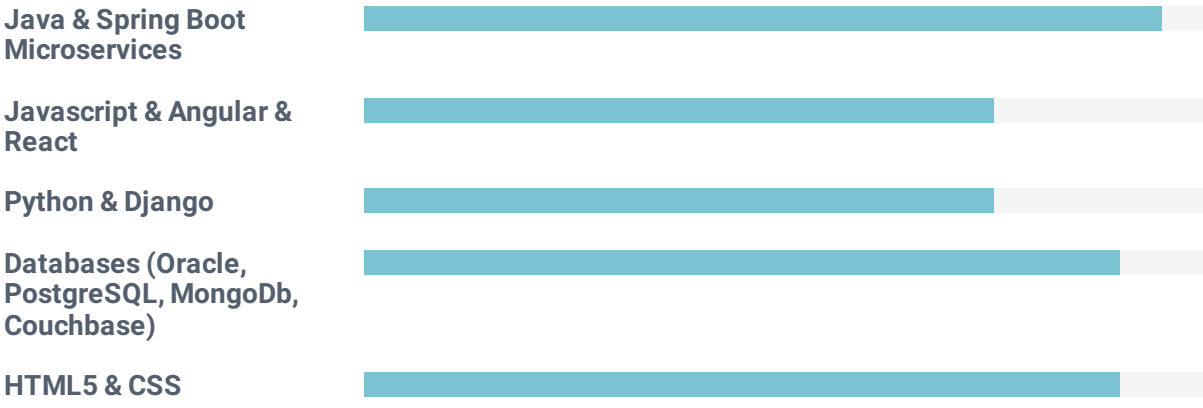 Java & Spring Boot
Microservices
Javascript & Angular &
React
Python & Django
Databases (Oracle,
PostgreSQL, MongoDb,
Couchbase)
HTML5 & CSS